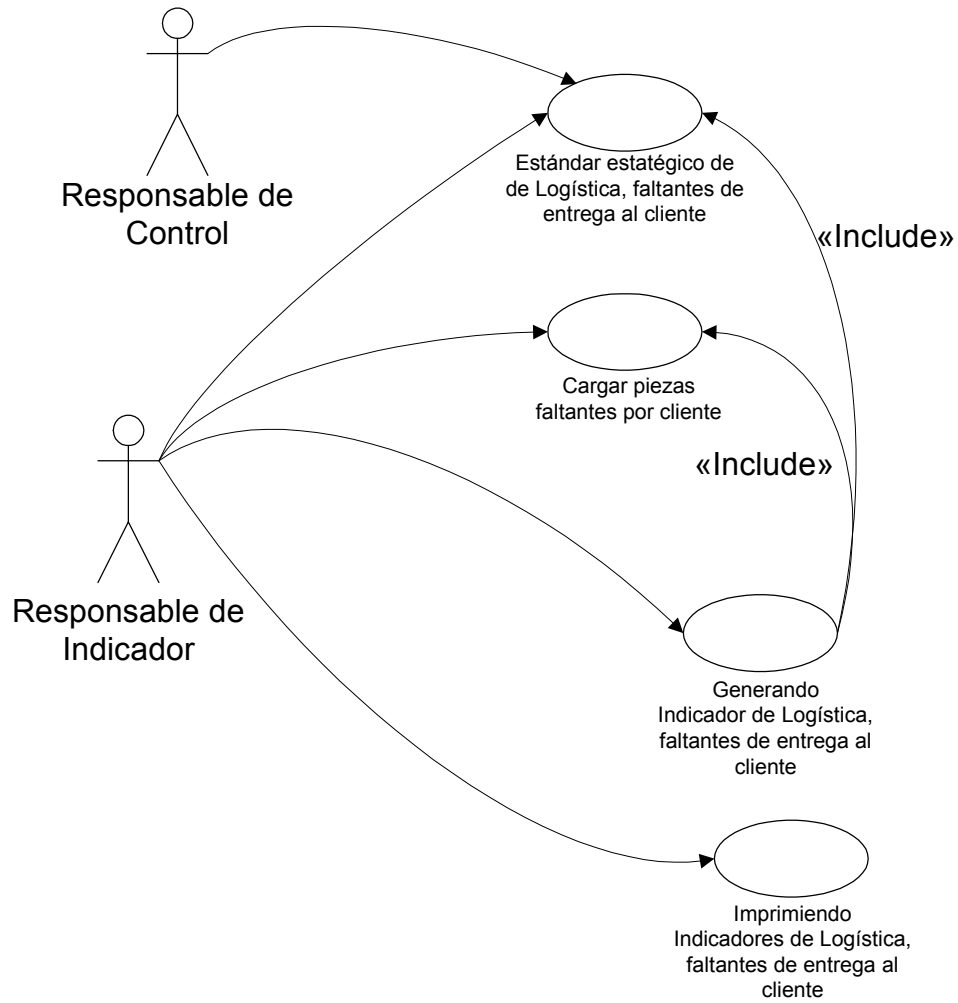 Responsable de
Control
Estándar estatégico de
de Logística, faltantes de
entrega al cliente
«Include»
Cargar piezas
faltantes por cliente
«Include»
Responsable de
Indicador
Generando
Indicador de Logística,
faltantes de entrega al
cliente
Imprimiendo
Indicadores de Logística,
faltantes de entrega al
cliente